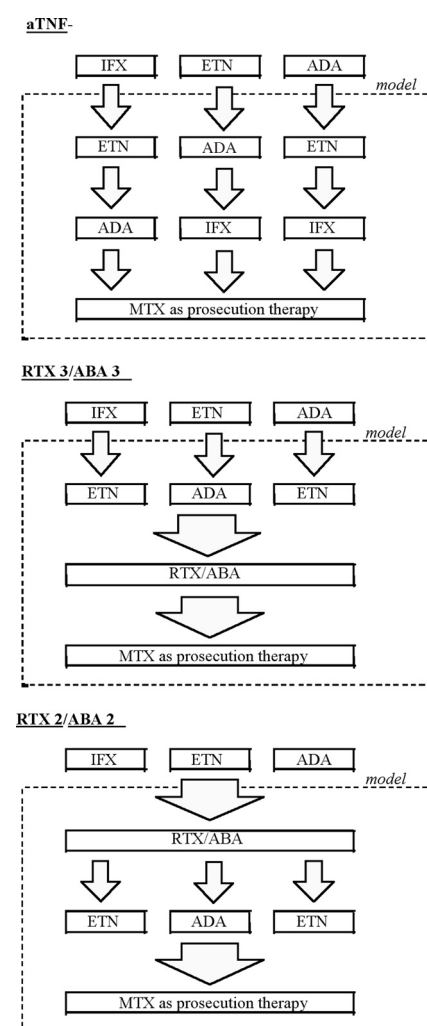 aTNF-
IFX ETN ADA
model
ETN ADA ETN
ADA IFX IFX
MTX as prosecution therapy
RTX 3/ABA 3
IFX ETN ADA
model
ETN ADA ETN
RTX/ABA
MTX as prosecution therapy
RTX 2/ABA 2
IFX ETN ADA
model
RTX/ABA
ETN ADA ETN
MTX as prosecution therapy